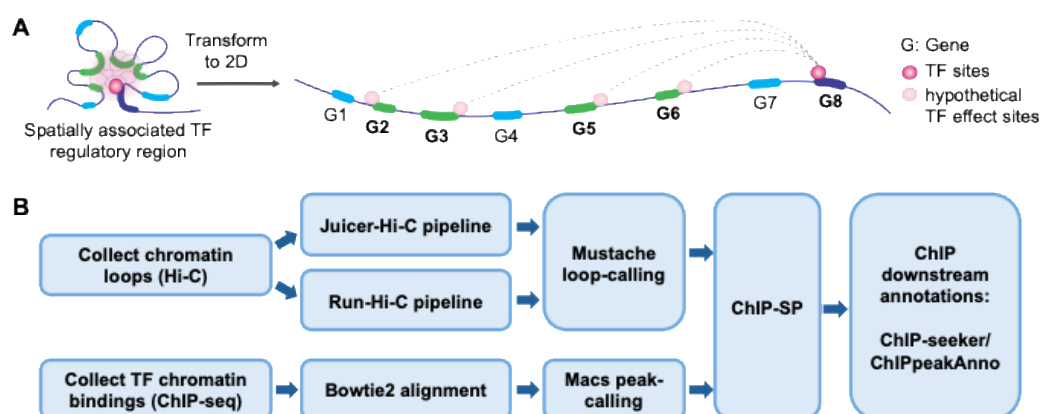 A
Transform
to 2D
Spatially associated TF
regulatory region
G1
G2
G3
G4
G5
G6
G7
G8
G: Gene
TF sites
hypothetical
TF effect sites
B
Collect chromatin
loops (Hi-C)
Juicer-Hi-C pipeline
Run-Hi-C pipeline
Mustache
loop-calling
Collect TF chromatin
bindings (ChIP-seq)
Bowtie2 alignment
Macs peak-
calling
ChIP-SP
ChIP
downstream
annotations:
ChIP-seeker/
ChIPpeakAnno